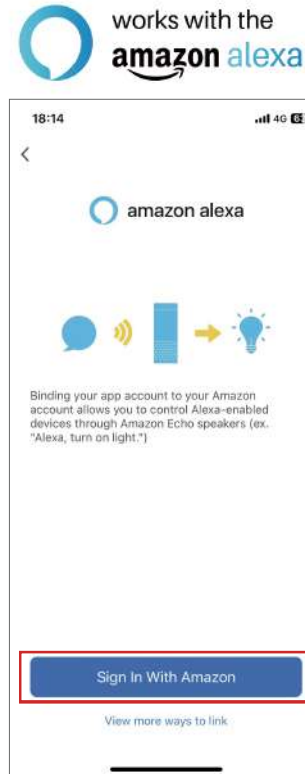 works with the
amazon alexa
18:14
4G
amazon alexa
Binding your app account to your Amazon
account allows you to control Alexa-enabled
devices through Amazon Echo speakers (ex.
"Alexa, turn on light.")
Sign In With Amazon
View more ways to link